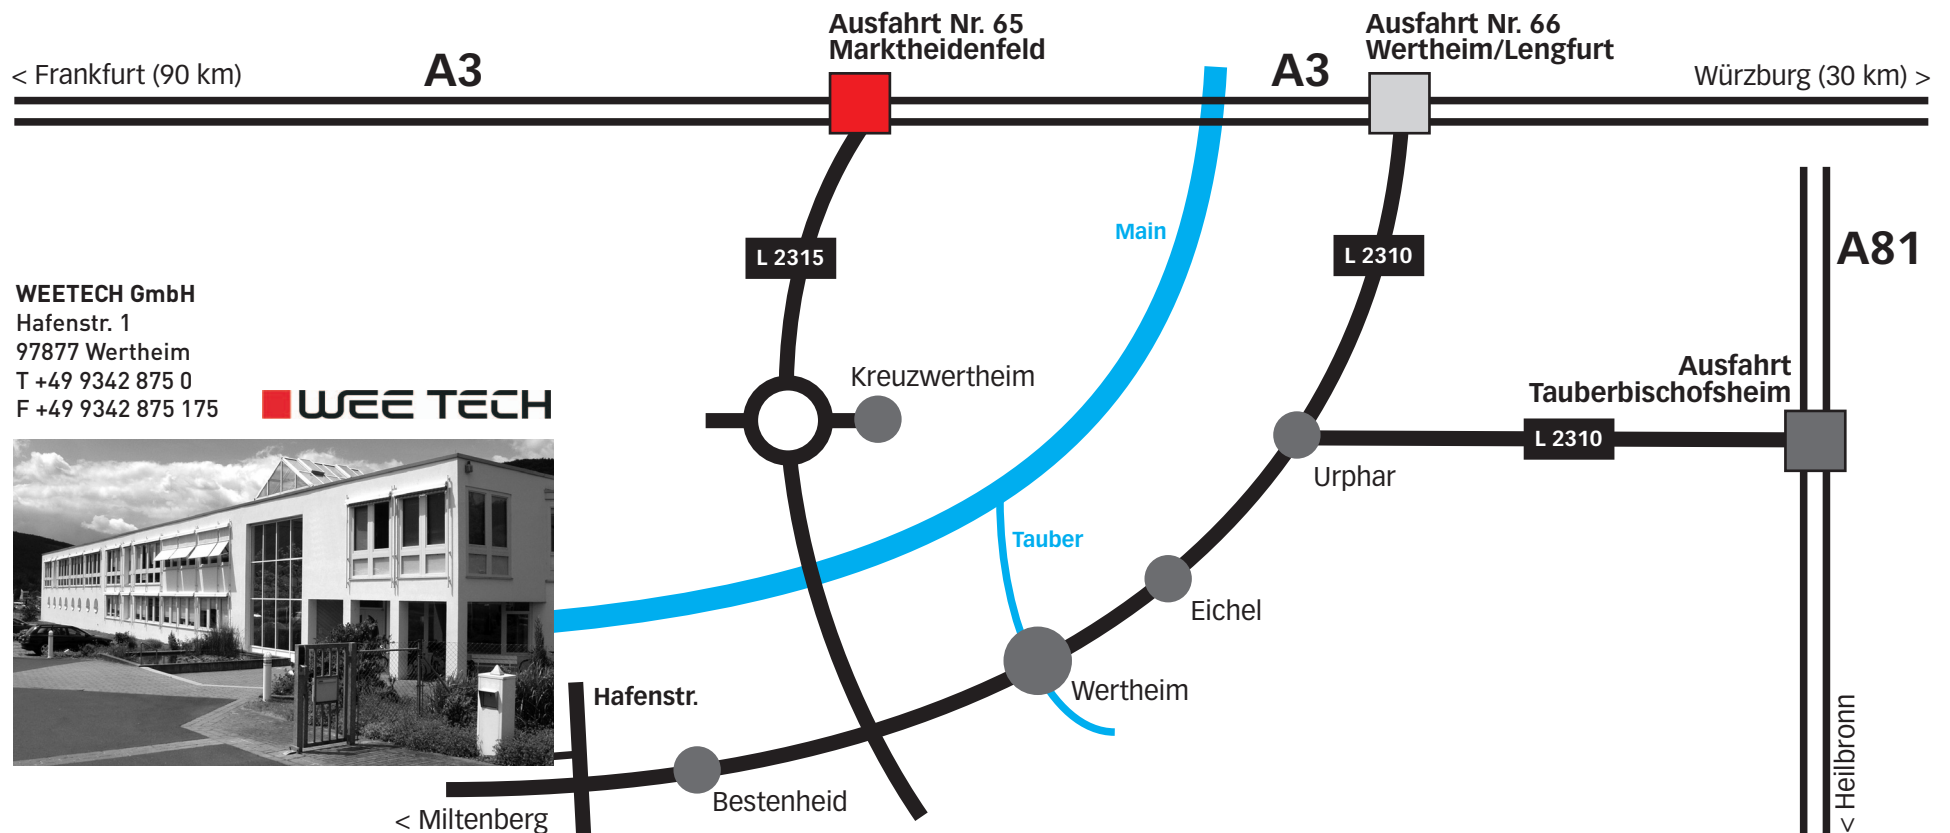 Ausfahrt Nr. 65
Marktheidenfeld
Ausfahrt Nr. 66
Wertheim/Lengfurt
< Frankfurt (90 km)
A3
A3
Würzburg (30 km) >
Main
L 2315
L 2310
A81
WEETECH GmbH
Hafenstr. 1
97877 Wertheim
T +49 9342 875 0
F +49 9342 875 175
WEE TECH
Kreuzwertheim
Ausfahrt
Tauberbischofsheim
L 2310
Urphar
Tauber
Eichel
Wertheim
Hafenstr.
Bestenheid
< Miltenberg
< Heilbronn